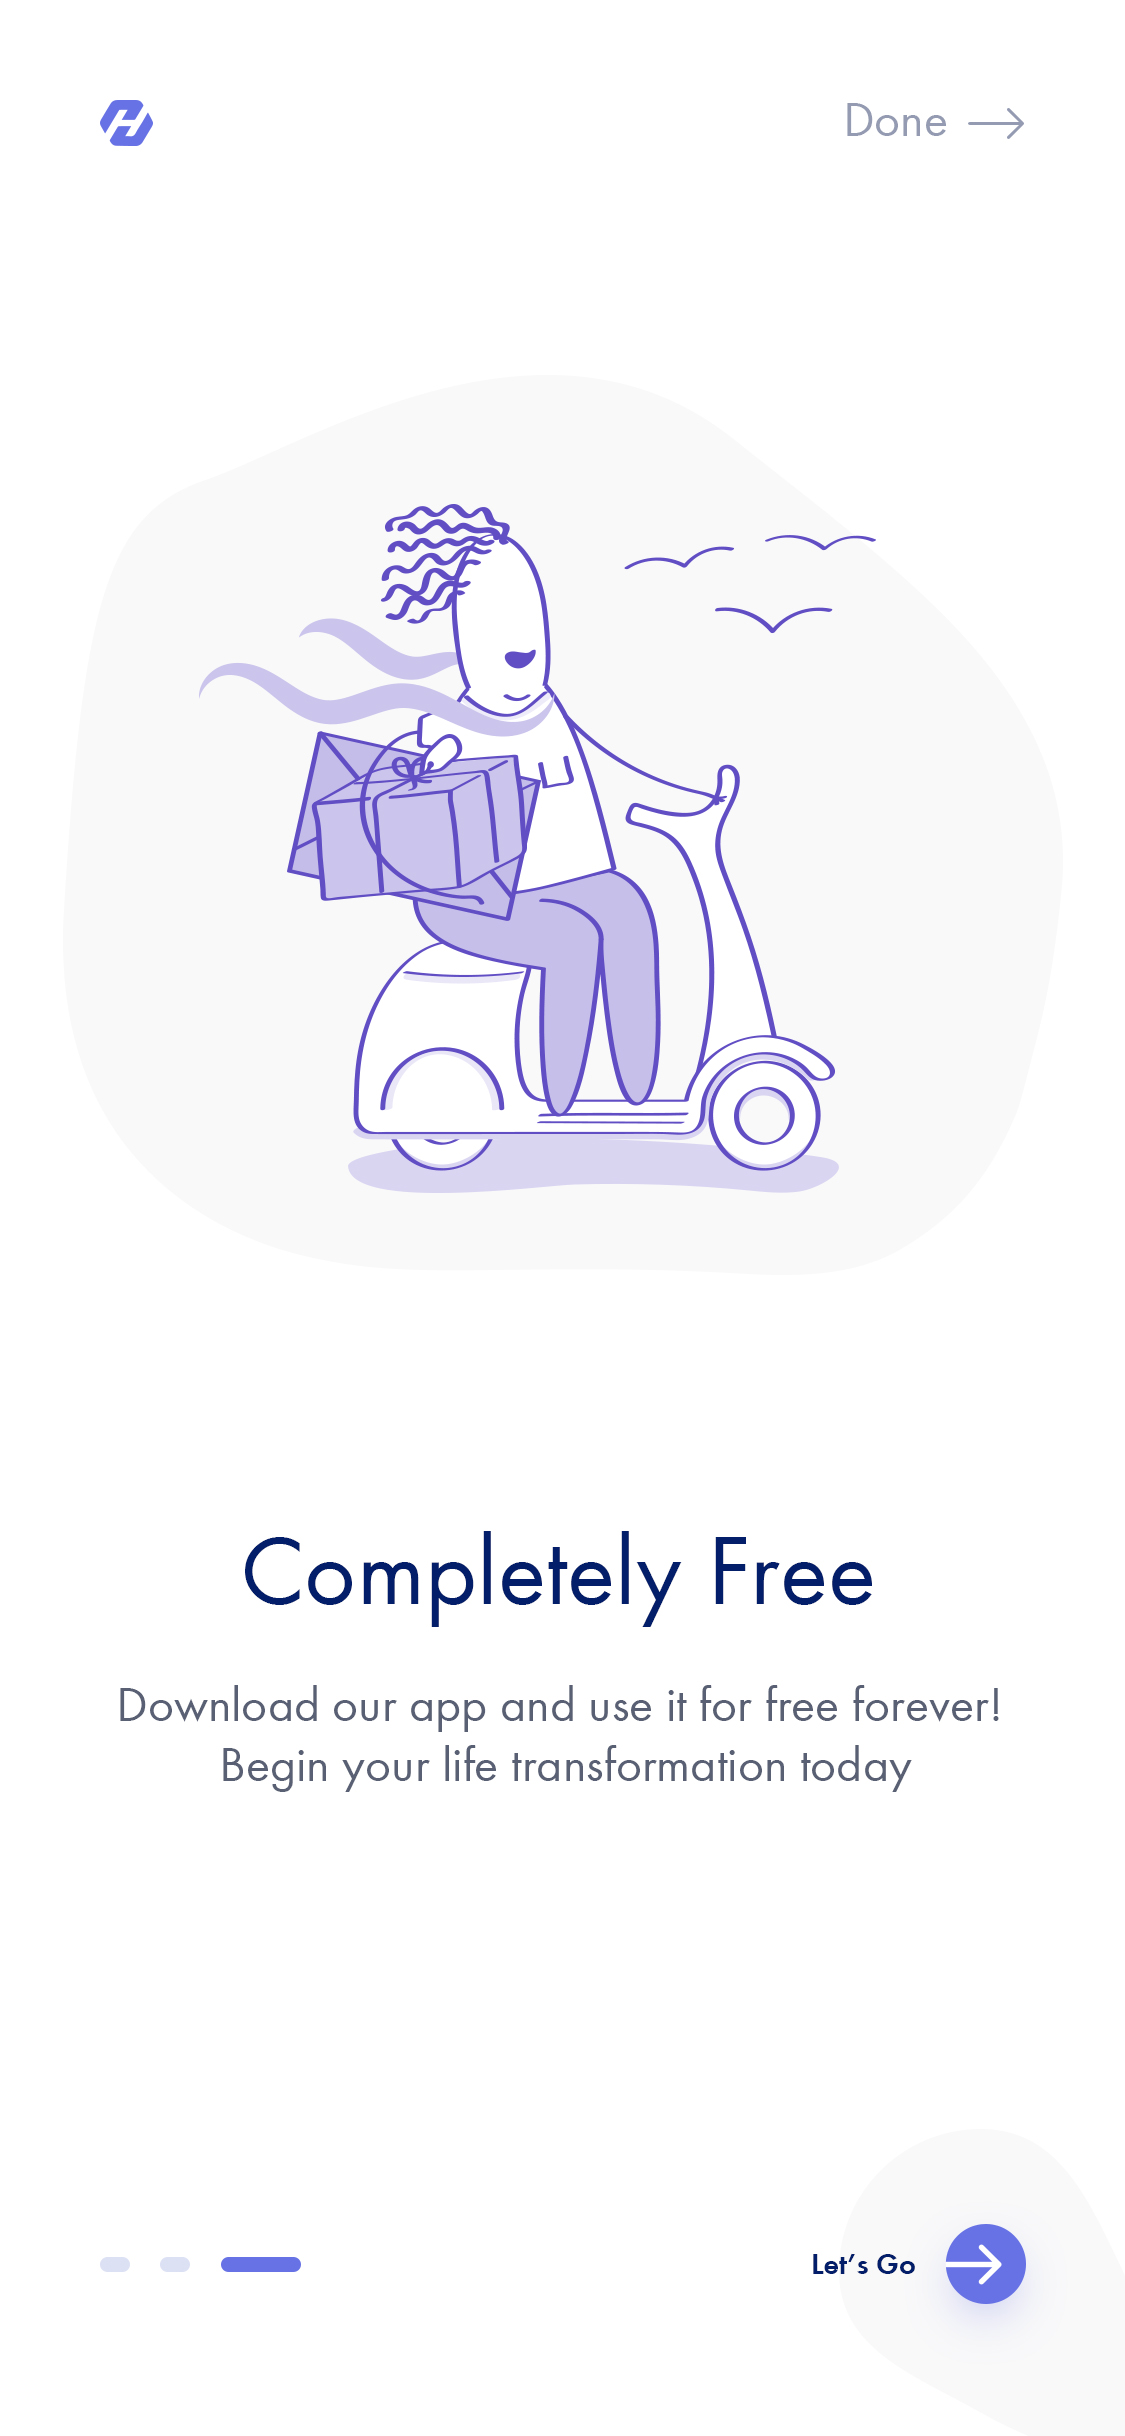 Done
Completely Free
Download our app and use it for free forever!
Begin your life transformation today
Let’s Go